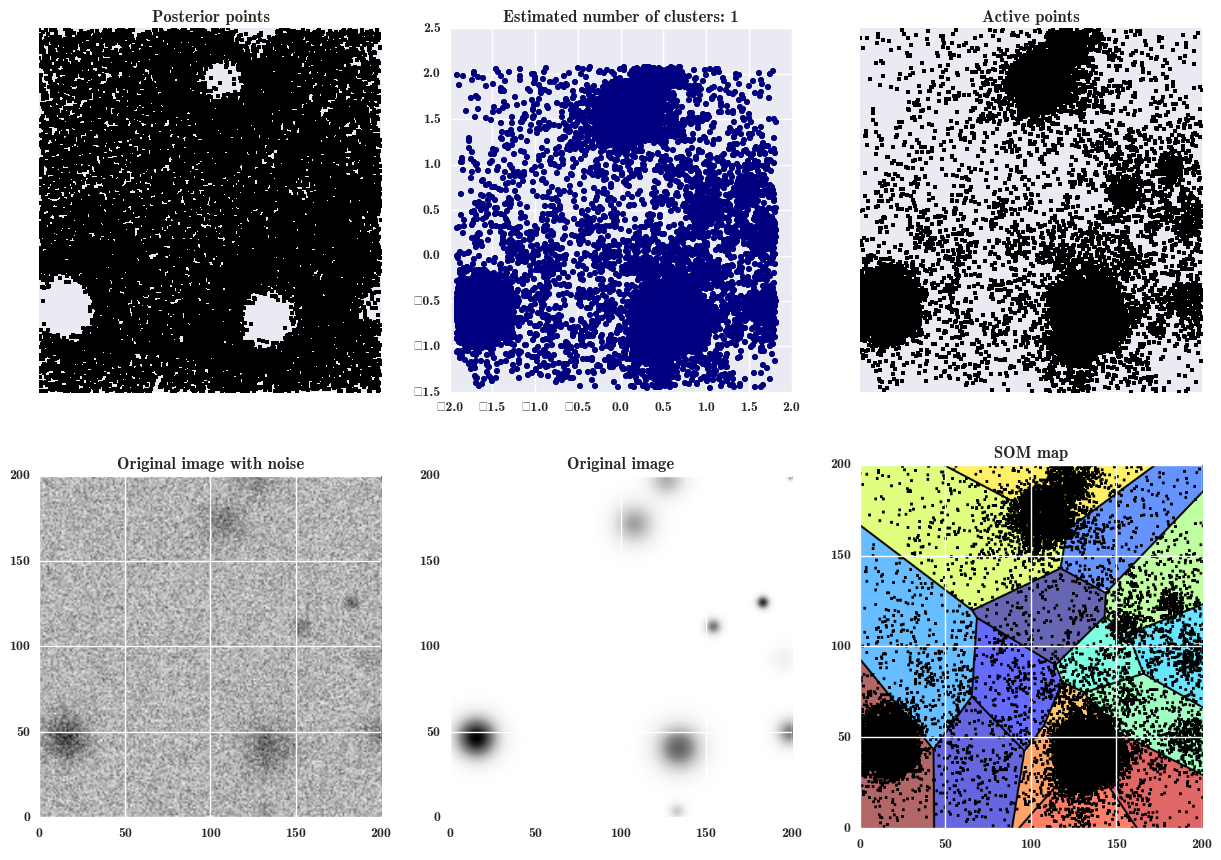 Posterior points
Estimated number of clusters: 1
Active points
2.5
2.0
1.5
1.0
0.5
0.0
□0.5
□1.0
□1.5
□2.0 □1.5 □1.0 □0.5 0.0 0.5 1.0 1.5 2.0
Original image with noise
Original image
SOM map
200
150
100
50
0
0 50 100 150 200
200
150
100
50
0
0 50 100 150 200
200
150
100
50
0
0 50 100 150 200